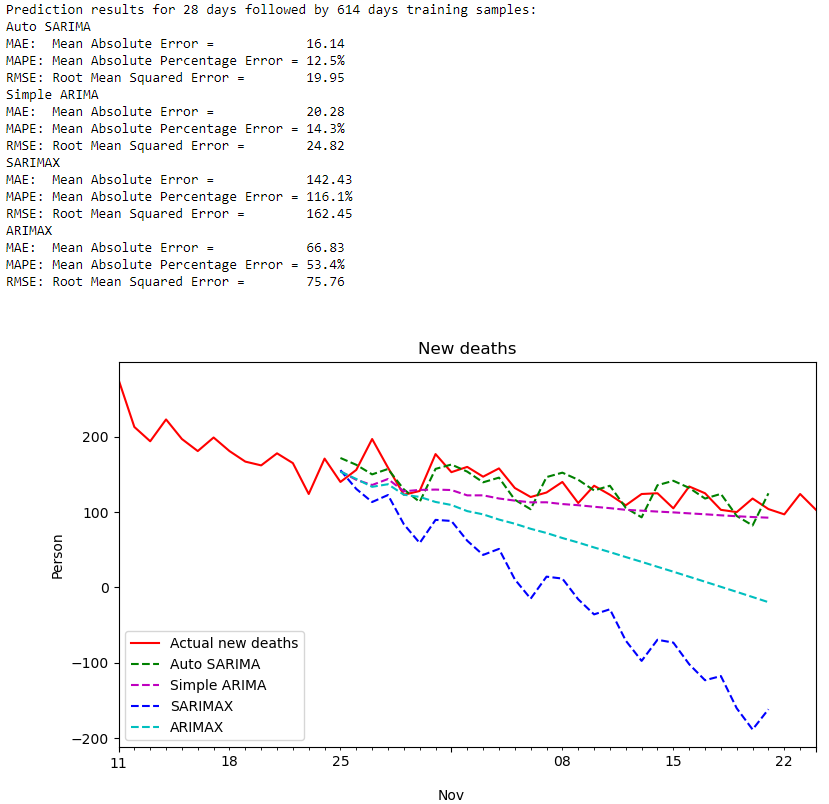 Prediction results for 28 days followed by 614 days training samples:
Auto SARIMA
MAE:  Mean Absolute Error =            16.14
MAPE: Mean Absolute Percentage Error = 12.5%
RMSE: Root Mean Squared Error =        19.95
Simple ARIMA
MAE:  Mean Absolute Error =            20.28
MAPE: Mean Absolute Percentage Error = 14.3%
RMSE: Root Mean Squared Error =        24.82
SARIMAX
MAE:  Mean Absolute Error =            142.43
MAPE: Mean Absolute Percentage Error = 116.1%
RMSE: Root Mean Squared Error =        162.45
ARIMAX
MAE:  Mean Absolute Error =            66.83
MAPE: Mean Absolute Percentage Error = 53.4%
RMSE: Root Mean Squared Error =        75.76
New deaths
200
100
0
−100
−200
Person
Actual new deaths
Auto SARIMA
Simple ARIMA
SARIMAX
ARIMAX
11 18 25 08 15 22
Nov